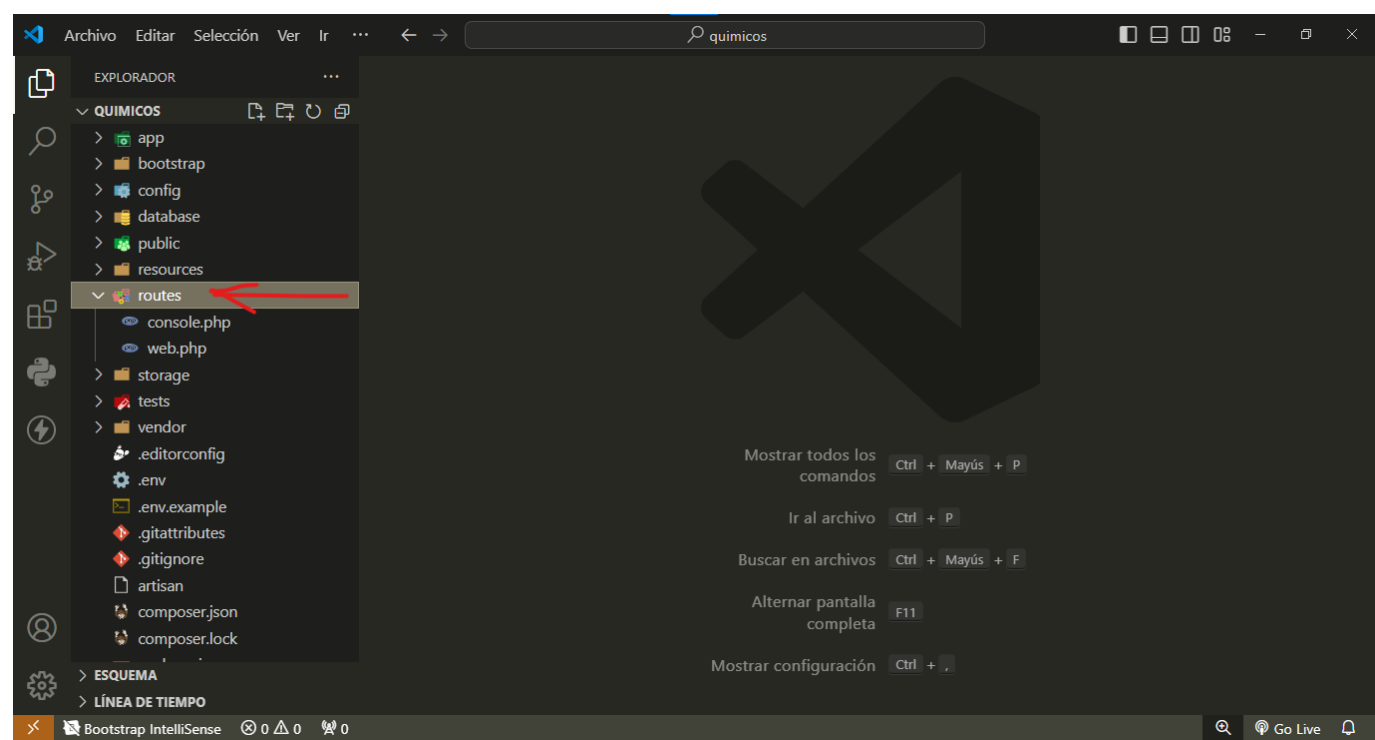 Archivo Editar Selección Ver Ir ··· quimicos
EXPLORADOR ···
QUIMICOS
app
bootstrap
config
database
public
resources
routes
console.php
web.php
storage
tests
vendor
.editorconfig
.env
.env.example
.gitattributes
.gitignore
artisan
composer.json
composer.lock
ESQUEMA
LÍNEA DE TIEMPO
Mostrar todos los
comandos Ctrl + Mayús + P
Ir al archivo Ctrl + P
Buscar en archivos Ctrl + Mayús + F
Alternar pantalla
completa F11
Mostrar configuración Ctrl + ,
Bootstrap IntelliSense 0 0 0 Go Live